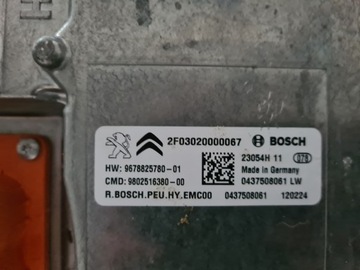 2F03020000067 BOSCH
HW: 9678825780-01
23054H 11
Made in Germany
CMD: 9802516380-00
0437508061 LW
R.BOSCH.PEU.HY.EMC00 0437508061 120224